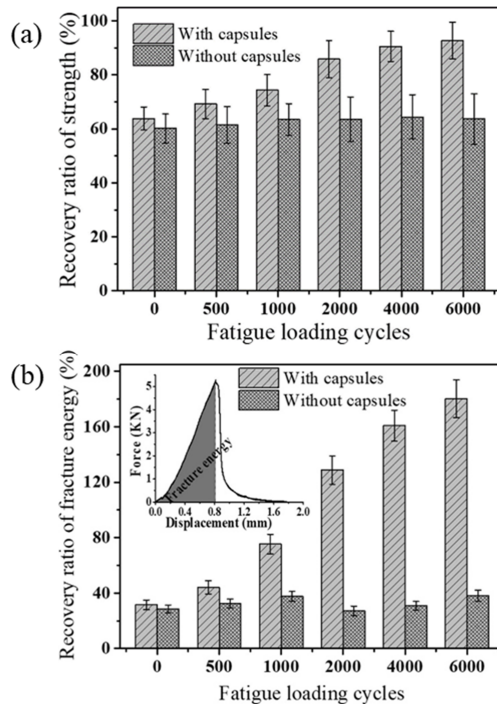 (a)
Recovery ratio of strength (%)
100
80
60
40
20
0
With capsules
Without capsules
0 500 1000 2000 4000 6000
Fatigue loading cycles
(b)
Recovery ratio of fracture energy (%)
200
160
120
80
40
0
With capsules
Without capsules
Force (KN)
5
4
3
2
1
0
Fracture energy
0.0 0.4 0.8 1.2 1.6 2.0
Displacement (mm)
0 500 1000 2000 4000 6000
Fatigue loading cycles